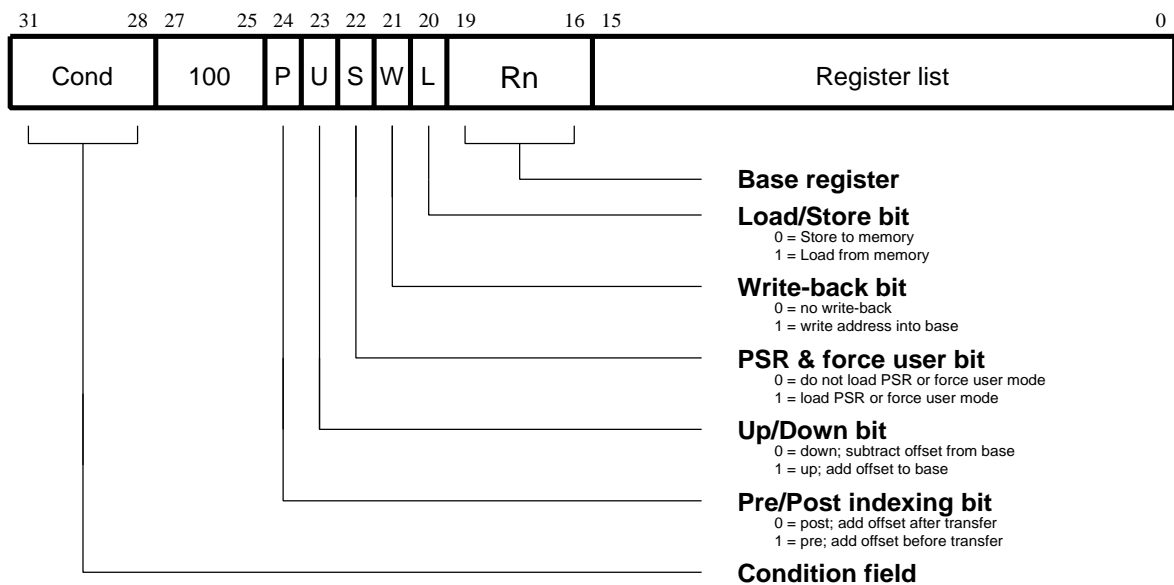 31 28 27 25 24 23 22 21 20 19 16 15 0
Cond 100 P U S W L Rn Register list
Base register
Load/Store bit
0 = Store to memory
1 = Load from memory
Write-back bit
0 = no write-back
1 = write address into base
PSR & force user bit
0 = do not load PSR or force user mode
1 = load PSR or force user mode
Up/Down bit
0 = down; subtract offset from base
1 = up; add offset to base
Pre/Post indexing bit
0 = post; add offset after transfer
1 = pre; add offset before transfer
Condition field